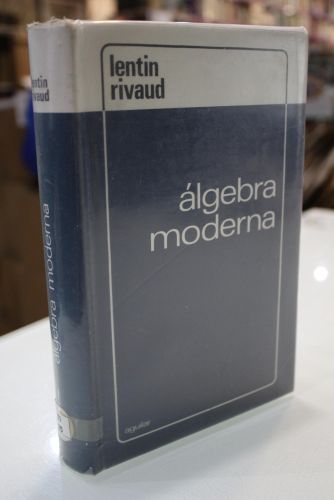 lentin
rivaud
álgebra
moderna
aguilar
lentin
rivaud
álgebra moderna